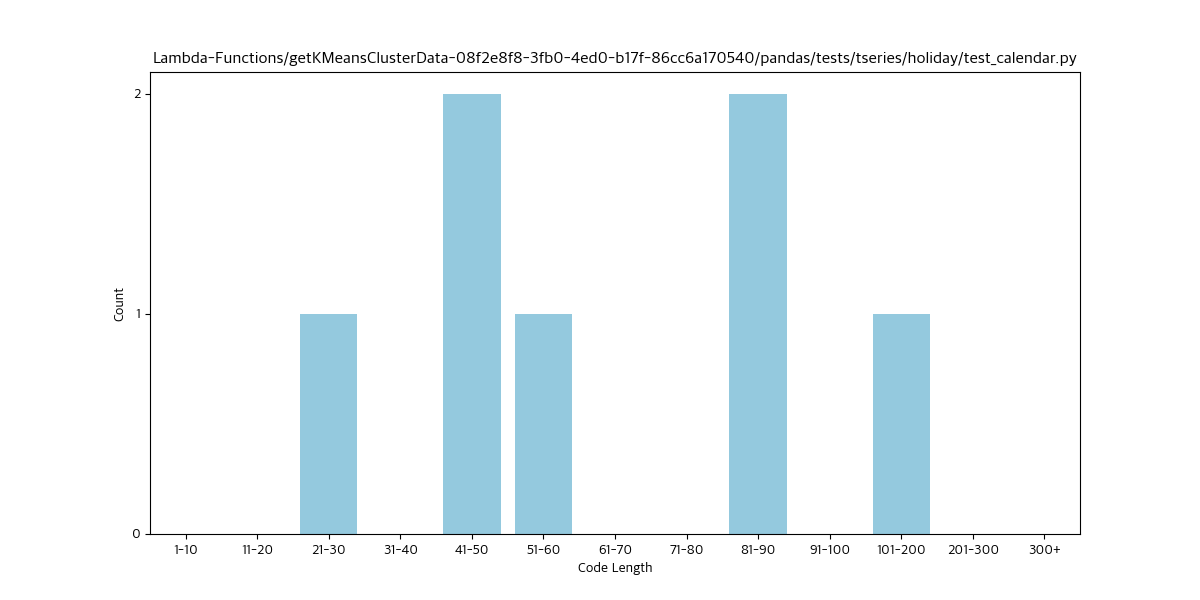 Lambda-Functions/getKMeansClusterData-08f2e8f8-3fb0-4ed0-b17f-86cc6a170540/pandas/tests/tseries/holiday/test_calendar.py
2
1
0
Count
1-10 11-20 21-30 31-40 41-50 51-60 61-70 71-80 81-90 91-100 101-200 201-300 300+
Code Length